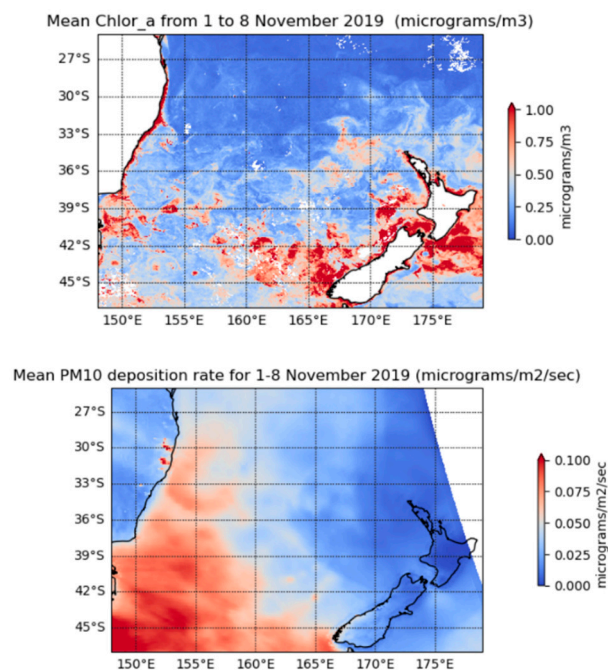 Mean Chlor_a from 1 to 8 November 2019 (micrograms/m3)
27°S
30°S
33°S
36°S
39°S
42°S
45°S
150°E 155°E 160°E 165°E 170°E 175°E
1.00
0.75
0.50
0.25
0.00
micrograms/m3
Mean PM10 deposition rate for 1-8 November 2019 (micrograms/m2/sec)
27°S
30°S
33°S
36°S
39°S
42°S
45°S
150°E 155°E 160°E 165°E 170°E 175°E
0.100
0.075
0.050
0.025
0.000
micrograms/m2/sec